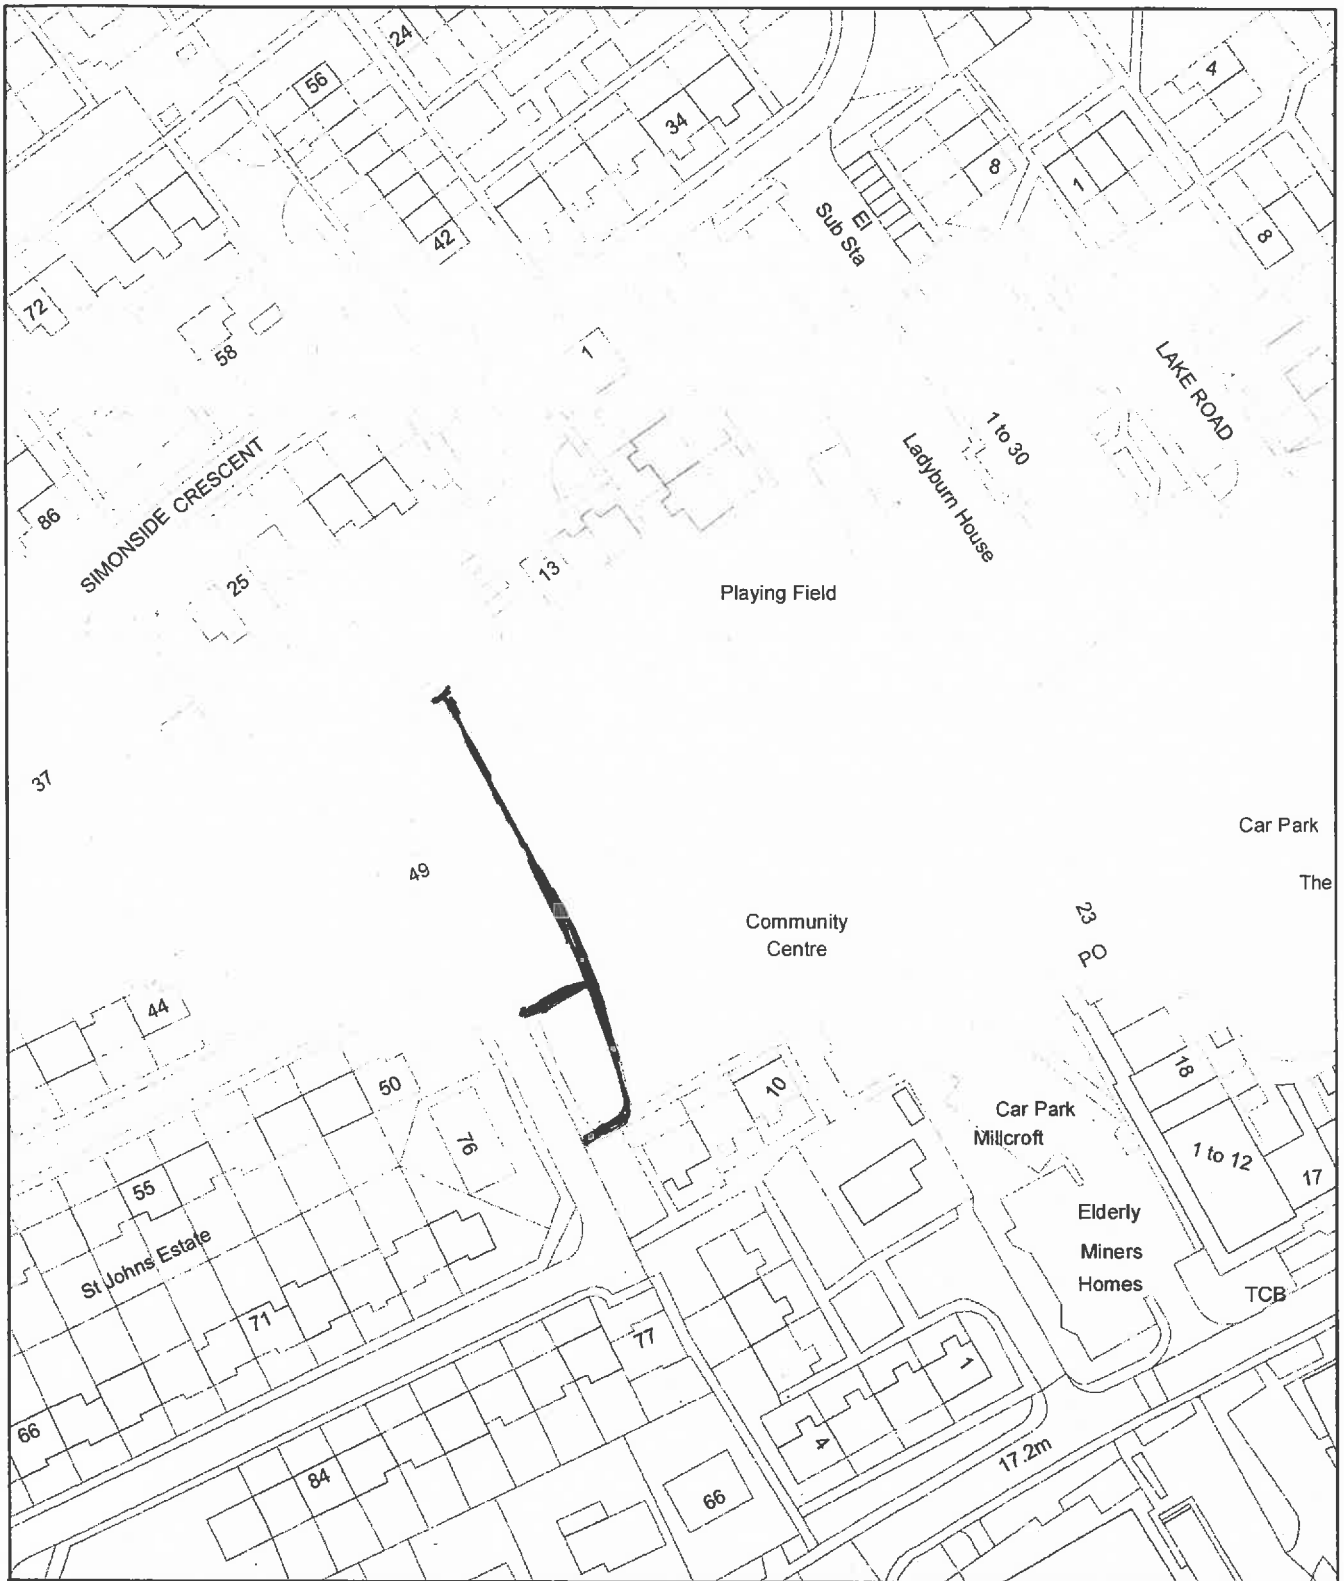 24
56
4
34
8
1
El
Sub Sta
42
8
72
58
1
LAKE ROAD
1 to 30
Ladyburn House
SIMONSIDE CRESCENT
86
25
13
Playing Field
37
49
Car Park
The
23
PO
Community
Centre
44
50
76
10
18
Car Park
Millcroft
1 to 12
17
55
St Johns Estate
Elderly
Miners
Homes
TCB
71
77
1
66
84
4
17.2m
66